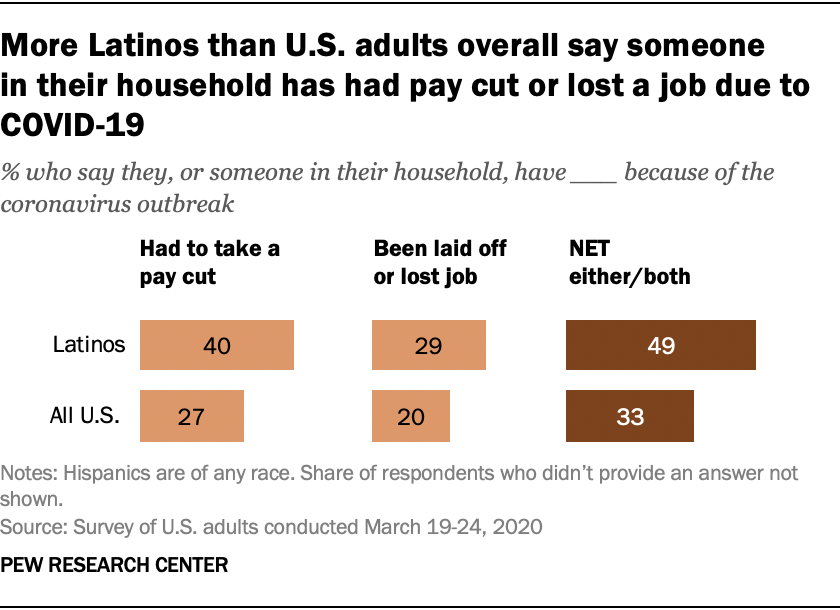 More Latinos than U.S. adults overall say someone
in their household has had pay cut or lost a job due to
COVID-19
% who say they, or someone in their household, have ___ because of the
coronavirus outbreak
Had to take a
pay cut
Been laid off
or lost job
NET
either/both
Latinos 40 29 49
All U.S. 27 20 33
Notes: Hispanics are of any race. Share of respondents who didn’t provide an answer not
shown.
Source: Survey of U.S. adults conducted March 19-24, 2020
PEW RESEARCH CENTER